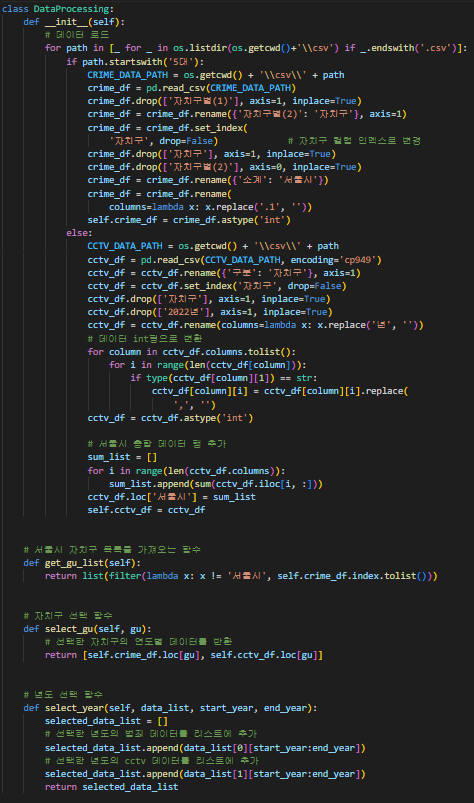 class DataProcessing:
    def __init__(self):
        # 데이터 로드
        for path in [_ for _ in os.listdir(os.getcwd()+'\\csv') if _.endswith('.csv')]:
            if path.startswith('5대'):
                CRIME_DATA_PATH = os.getcwd() + '\\csv\\' + path
                crime_df = pd.read_csv(CRIME_DATA_PATH)
                crime_df.drop(['자치구별(1)'], axis=1, inplace=True)
                crime_df = crime_df.rename({'자치구별(2)': '자치구'}, axis=1)
                crime_df = crime_df.set_index(
                    '자치구', drop=False)             # 자치구 컬럼 인덱스로 변경
                crime_df.drop(['자치구'], axis=1, inplace=True)
                crime_df.drop(['자치구별(2)'], axis=0, inplace=True)
                crime_df = crime_df.rename({'소계': '서울시'})
                crime_df = crime_df.rename(
                    columns=lambda x: x.replace('.1', ''))
                self.crime_df = crime_df.astype('int')
            else:
                CCTV_DATA_PATH = os.getcwd() + '\\csv\\' + path
                cctv_df = pd.read_csv(CCTV_DATA_PATH, encoding='cp949')
                cctv_df = cctv_df.rename({'구분': '자치구'}, axis=1)
                cctv_df = cctv_df.set_index('자치구', drop=False)
                cctv_df.drop(['자치구'], axis=1, inplace=True)
                cctv_df.drop(['2022년'], axis=1, inplace=True)
                cctv_df = cctv_df.rename(columns=lambda x: x.replace('년', ''))
                # 데이터 int형으로 변환
                for column in cctv_df.columns.tolist():
                    for i in range(len(cctv_df[column])):
                        if type(cctv_df[column][1]) == str:
                            cctv_df[column][i] = cctv_df[column][i].replace(
                                ',', '')
                cctv_df = cctv_df.astype('int')
                # 서울시 총합 데이터 행 추가
                sum_list = []
                for i in range(len(cctv_df.columns)):
                    sum_list.append(sum(cctv_df.iloc[i, :]))
                cctv_df.loc['서울시'] = sum_list
                self.cctv_df = cctv_df
    # 서울시 자치구 목록을 가져오는 함수
    def get_gu_list(self):
        return list(filter(lambda x: x != '서울시', self.crime_df.index.tolist()))
    # 자치구 선택 함수
    def select_gu(self, gu):
        # 선택한 자치구의 연도별 데이터를 반환
        return [self.crime_df.loc[gu], self.cctv_df.loc[gu]]
    # 년도 선택 함수
    def select_year(self, data_list, start_year, end_year):
        selected_data_list = []
        # 선택한 년도의 범죄 데이터를 리스트에 추가
        selected_data_list.append(data_list[0][start_year:end_year])
        # 선택한 년도의 cctv 데이터를 리스트에 추가
        selected_data_list.append(data_list[1][start_year:end_year])
        return selected_data_list